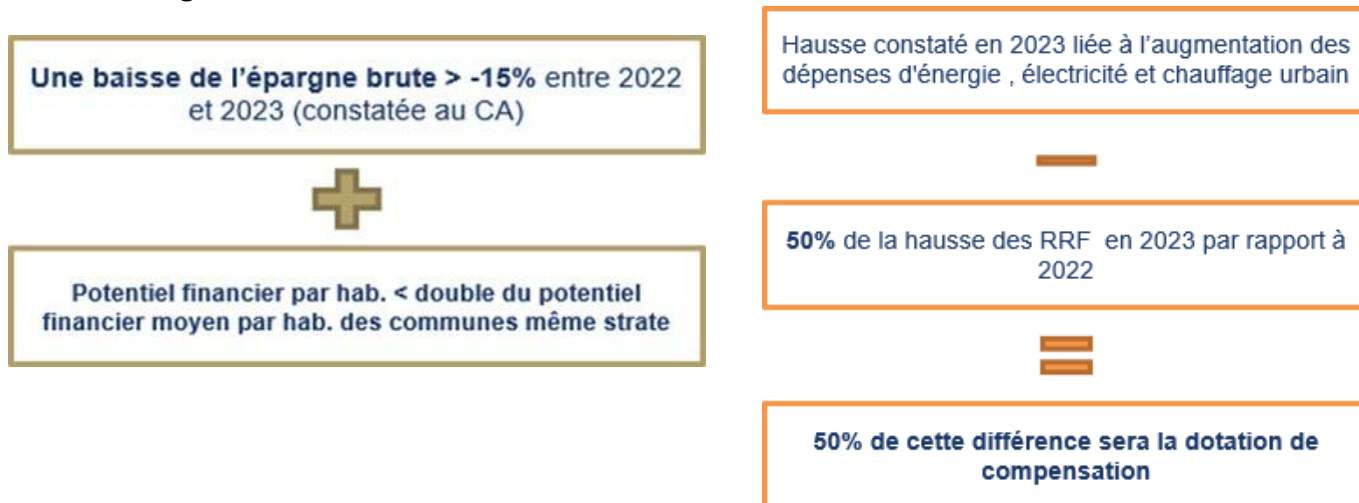 Une baisse de l'épargne brute > -15% entre 2022
et 2023 (constatée au CA)
Potentiel financier par hab. < double du potentiel
financier moyen par hab. des communes même strate
Hausse constaté en 2023 liée à l'augmentation des
dépenses d'énergie , électricité et chauffage urbain
50% de la hausse des RRF en 2023 par rapport à
2022
50% de cette différence sera la dotation de
compensation